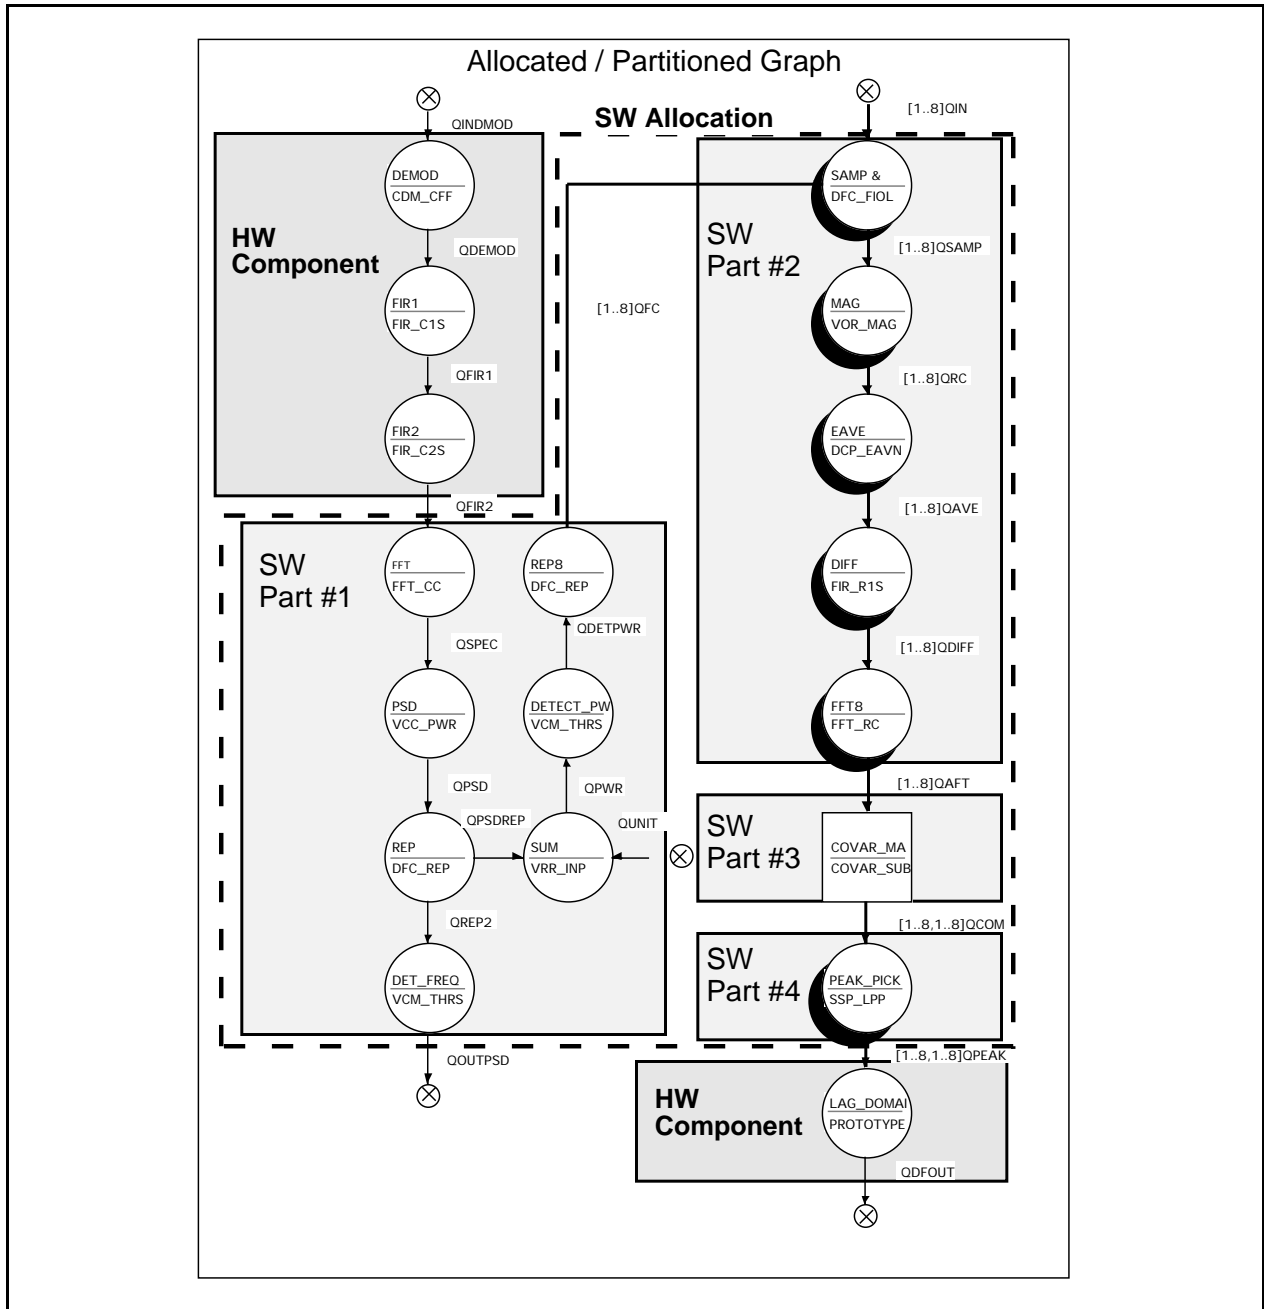 Allocated / Partitioned Graph
QINDMOD
SW Allocation
[1..8]QIN
HW
Component
DEMOD
CDM_CFF
QDEMOD
FIR1
FIR_C1S
QFIR1
FIR2
FIR_C2S
QFIR2
[1..8]QFC
SW
Part #2
SAMP &
DFC_FIOL
[1..8]QSAMP
MAG
VOR_MAG
[1..8]QRC
EAVE
DCP_EAVN
[1..8]QAVE
DIFF
FIR_R1S
[1..8]QDIFF
FFT8
FFT_RC
[1..8]QAFT
SW
Part #1
FFT
FFT_CC
QSPEC
PSD
VCC_PWR
QPSD
REP
DFC_REP
QPSDREP
QREP2
DET_FREQ
VCM_THRS
QOUTPSD
REP8
DFC_REP
QDETPWR
DETECT_PW
VCM_THRS
QPWR
SUM
VRR_INP
QUNIT
SW
Part #3
COVAR_MA
COVAR_SUB
[1..8,1..8]QCOM
SW
Part #4
PEAK_PICK
SSP_LPP
[1..8,1..8]QPEAK
HW
Component
LAG_DOMAI
PROTOTYPE
QDFOUT